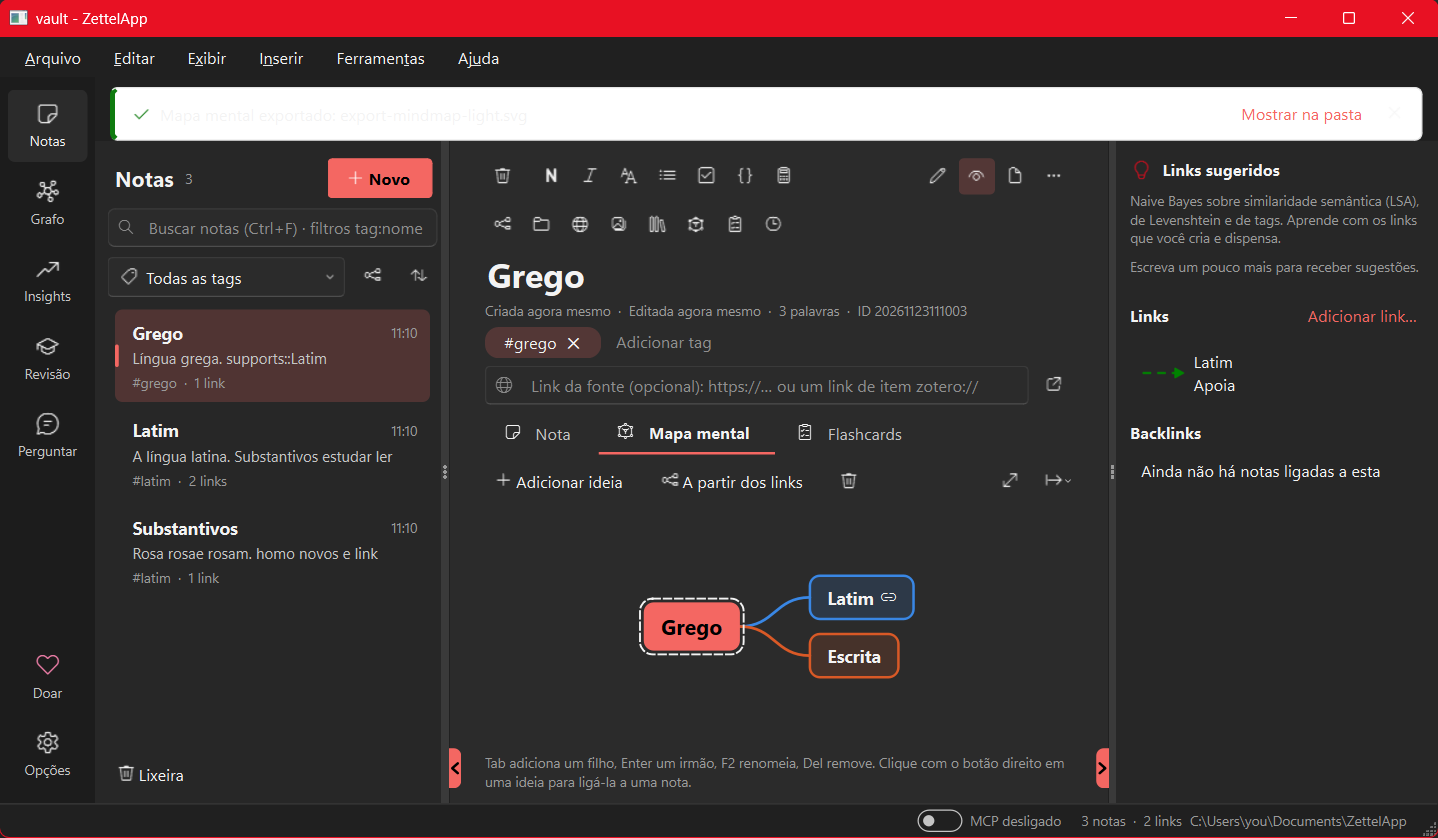 vault - ZettelApp
Arquivo Editar Exibir Inserir Ferramentas Ajuda
Mapa mental exportado: export-mindmap-light.svg
Mostrar na pasta
Notas
Grafo
Insights
Revisão
Perguntar
Doar
Opções
Notas 3
Novo
Buscar notas (Ctrl+F) · filtros tag:nome
Todas as tags
Grego 11:10
Língua grega. supports::Latim
#grego · 1 link
Latim 11:10
A língua latina. Substantivos estudar ler
#latim · 2 links
Substantivos 11:10
Rosa rosae rosam. homo novos e link
#latim · 1 link
Lixeira
N
Grego
Criada agora mesmo · Editada agora mesmo · 3 palavras · ID 20261123111003
#grego
Adicionar tag
Link da fonte (opcional): https://... ou um link de item zotero://
Nota
Mapa mental
Flashcards
Adicionar ideia
A partir dos links
Grego
Latim
Escrita
Tab adiciona um filho, Enter um irmão, F2 renomeia, Del remove. Clique com o botão direito em
uma ideia para ligá-la a uma nota.
Links sugeridos
Naive Bayes sobre similaridade semântica (LSA),
de Levenshtein e de tags. Aprende com os links
que você cria e dispensa.
Escreva um pouco mais para receber sugestões.
Links
Adicionar link...
Latim
Apoia
Backlinks
Ainda não há notas ligadas a esta
MCP desligado
3 notas · 2 links
C:\Users\you\Documents\ZettelApp